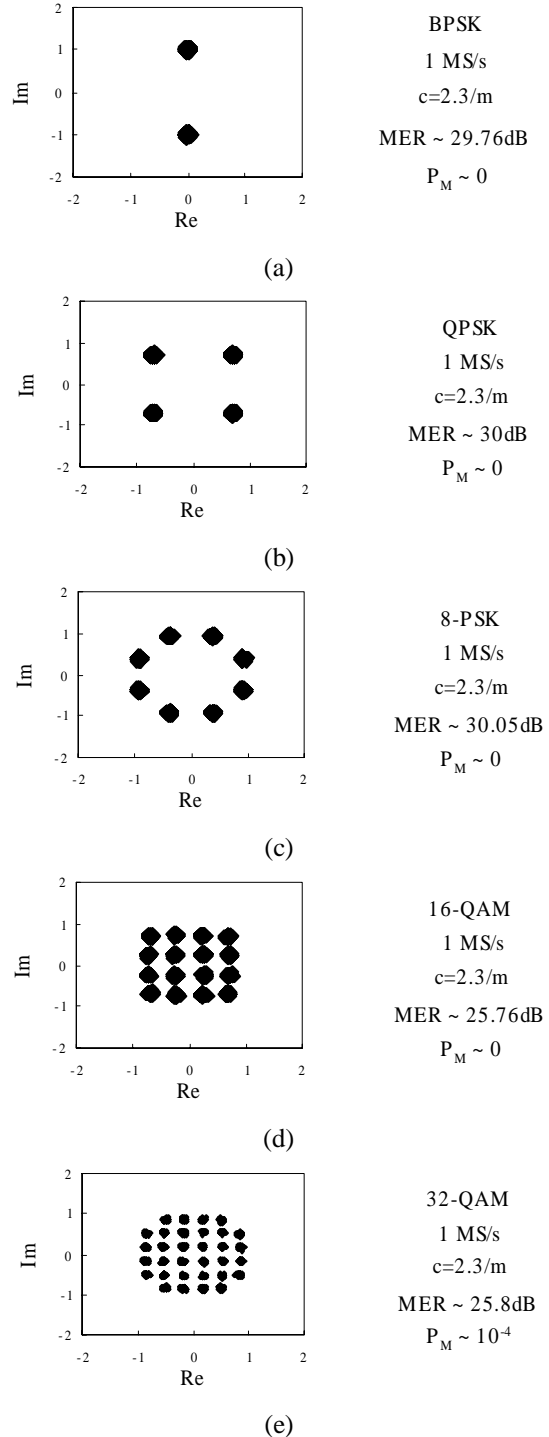 2
1
0
-1
-2
Im
-2 -1 0 1 2
Re
BPSK
1 MS/s
c=2.3/m
MER ~ 29.76dB
P_M ~ 0
(a)
2
1
0
-1
-2
Im
-2 -1 0 1 2
Re
QPSK
1 MS/s
c=2.3/m
MER ~ 30dB
P_M ~ 0
(b)
2
1
0
-1
-2
Im
-2 -1 0 1 2
Re
8-PSK
1 MS/s
c=2.3/m
MER ~ 30.05dB
P_M ~ 0
(c)
2
1
0
-1
-2
Im
-2 -1 0 1 2
Re
16-QAM
1 MS/s
c=2.3/m
MER ~ 25.76dB
P_M ~ 0
(d)
2
1
0
-1
-2
Im
-2 -1 0 1 2
Re
32-QAM
1 MS/s
c=2.3/m
MER ~ 25.8dB
P_M ~ 10^-4
(e)